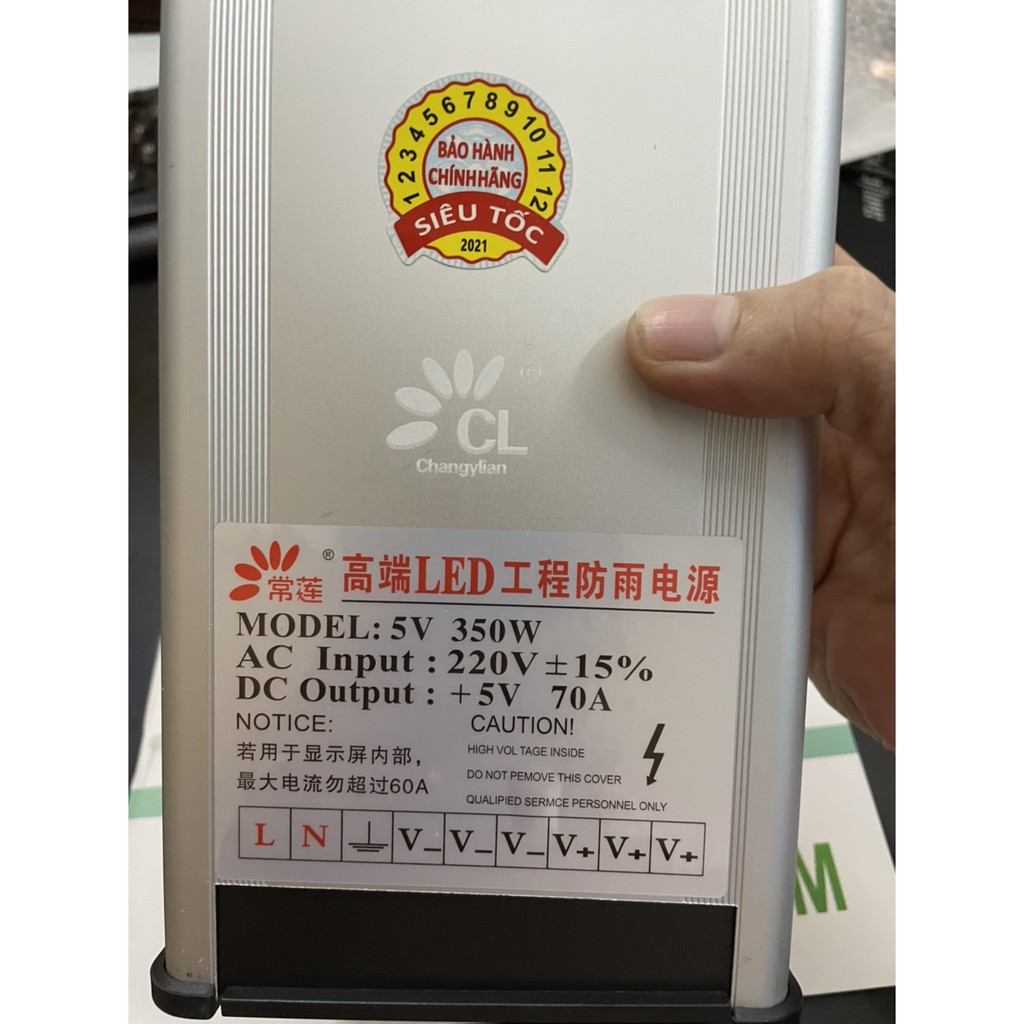 1 2 3 4 5 6 7 8 9 10 11 12
BẢO HÀNH
CHÍNH HÃNG
SIÊU TỐC
2021
CL
Changylian
常莲 ® 高端LED工程防雨电源
MODEL: 5V 350W
AC Input : 220V ±15%
DC Output : +5V 70A
NOTICE:
若用于显示屏内部，
最大电流勿超过60A
CAUTION!
HIGH VOL TAGE INSIDE
DO NOT PEMOVE THIS COVER
QUALIPIED SERMCE PERSONNEL ONLY
L N V- V- V- V+ V+ V+
M